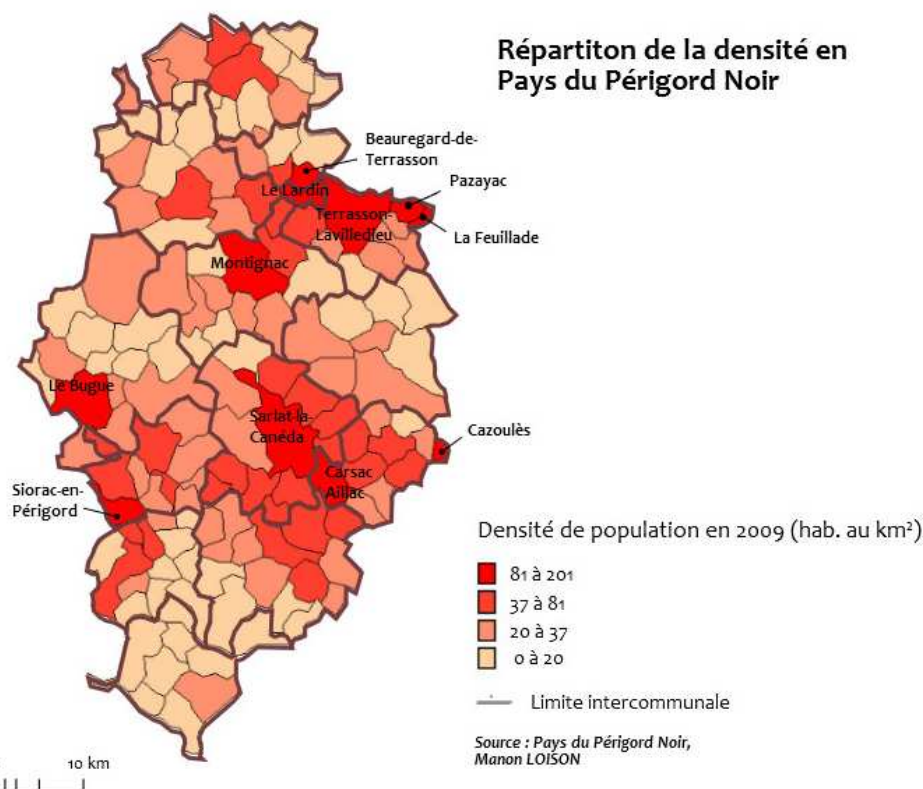 Répartiton de la densité en
Pays du Périgord Noir
Beauregard-de-
Terrasson
Le Lardin
Pazayac
Terrasson-
Lavilledieu
La Feuillade
Montignac
Le Bugue
Sarlat-la-
Canéda
Cazoulès
Carsac
Aillac
Siorac-en-
Périgord
Densité de population en 2009 (hab. au km²)
81 à 201
37 à 81
20 à 37
0 à 20
Limite intercommunale
Source : Pays du Périgord Noir,
Manon LOISON
10 km